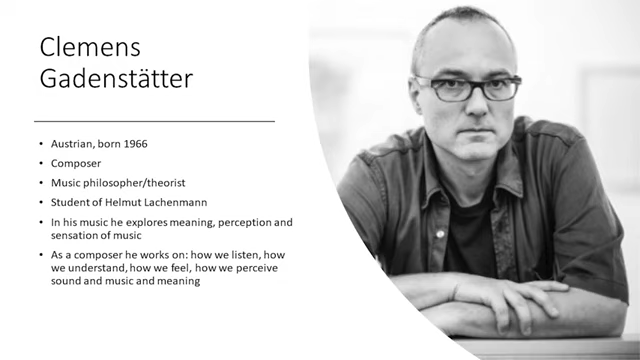 Clemens
Gadenstätter
• Austrian, born 1966
• Composer
• Music philosopher/theorist
• Student of Helmut Lachenmann
• In his music he explores meaning, perception and
sensation of music
• As a composer he works on: how we listen, how
we understand, how we feel, how we perceive
sound and music and meaning